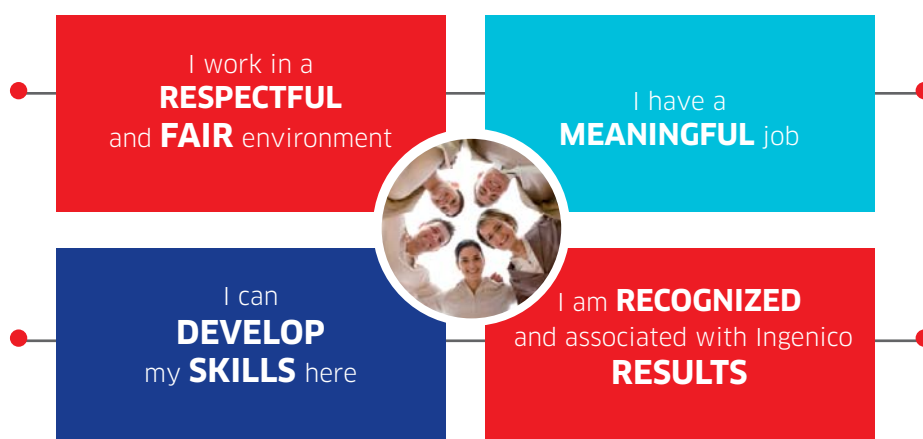 I work in a
RESPECTFUL
and FAIR environment
I have a
MEANINGFUL job
I can
DEVELOP
my SKILLS here
I am RECOGNIZED
and associated with Ingenico
RESULTS